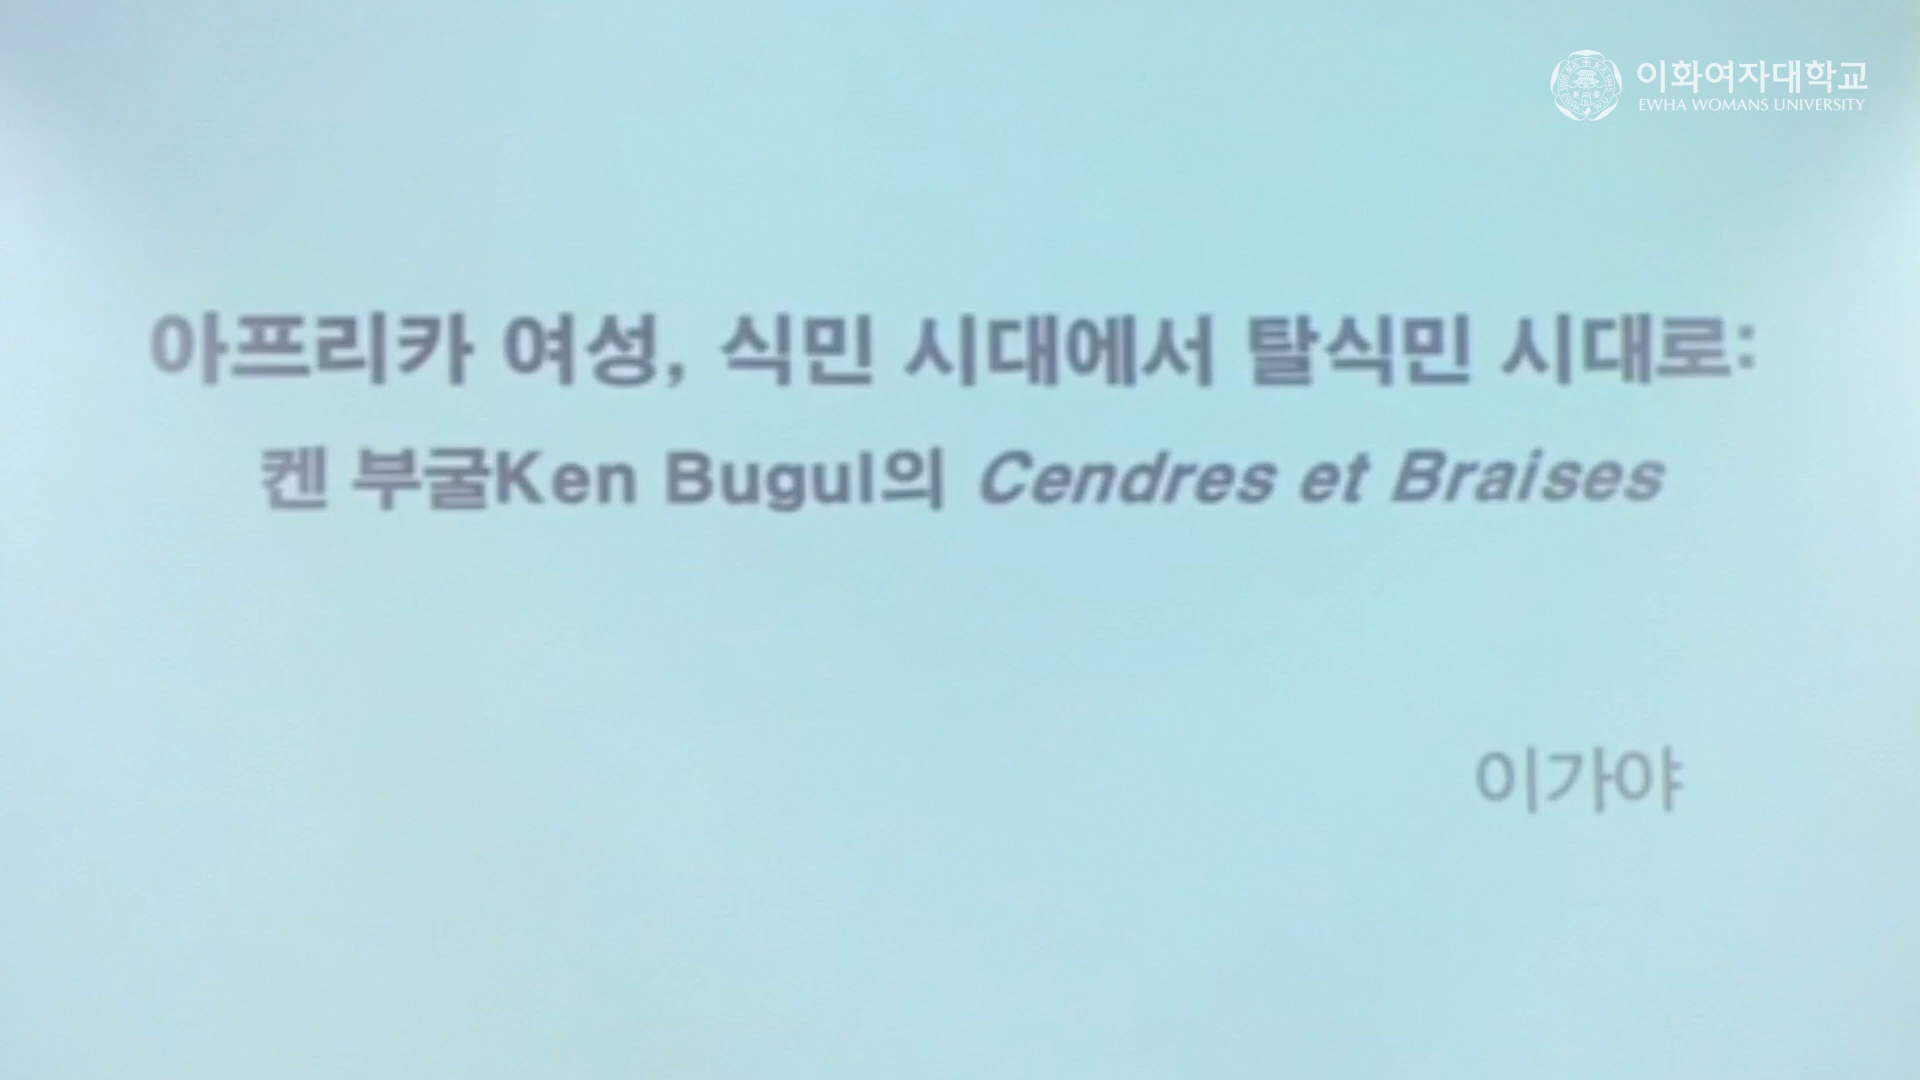 이화여자대학교
EWHA WOMANS UNIVERSITY
아프리카 여성, 식민 시대에서 탈식민 시대로:
켄 부굴Ken Bugul의 Cendres et Braises
이가야